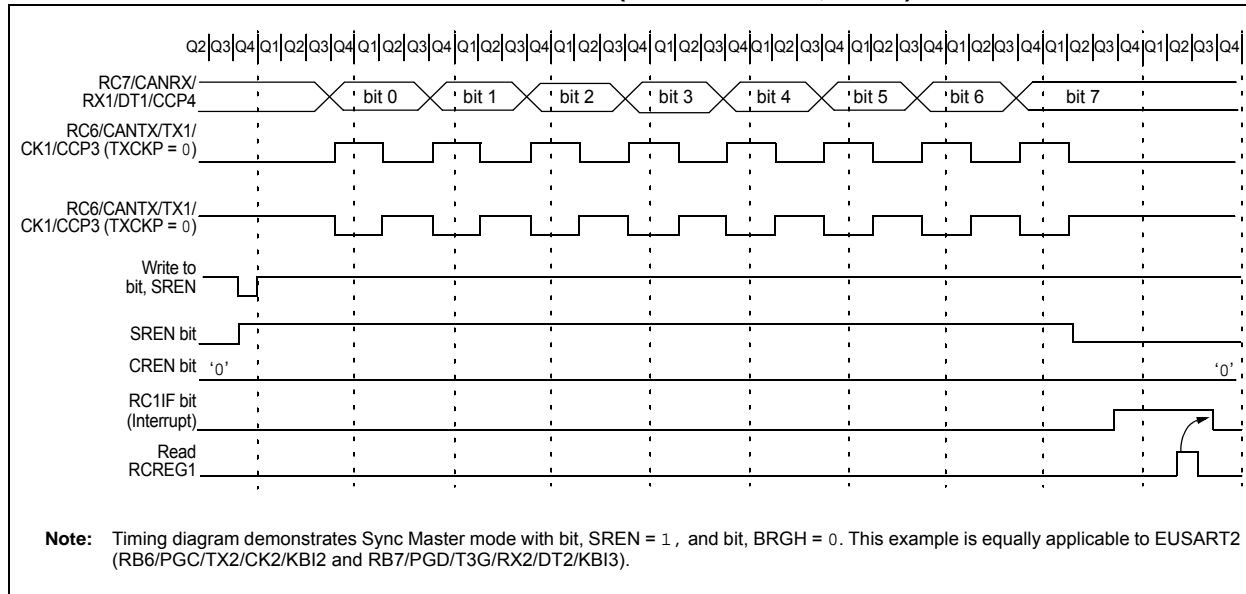 Q2 Q3 Q4 Q1 Q2 Q3 Q4 Q1 Q2 Q3 Q4 Q1 Q2 Q3 Q4 Q1 Q2 Q3 Q4 Q1 Q2 Q3 Q4 Q1 Q2 Q3 Q4 Q1 Q2 Q3 Q4 Q1 Q2 Q3 Q4 Q1 Q2 Q3 Q4 Q1 Q2 Q3 Q4
RC7/CANRX/
RX1/DT1/CCP4
bit 0 bit 1 bit 2 bit 3 bit 4 bit 5 bit 6 bit 7
RC6/CANTX/TX1/
CK1/CCP3 (TXCKP = 0)
RC6/CANTX/TX1/
CK1/CCP3 (TXCKP = 0)
Write to
bit, SREN
SREN bit
CREN bit ‘0’ ‘0’
RC1IF bit
(Interrupt)
Read
RCREG1
Note: Timing diagram demonstrates Sync Master mode with bit, SREN = 1, and bit, BRGH = 0. This example is equally applicable to EUSART2
(RB6/PGC/TX2/CK2/KBI2 and RB7/PGD/T3G/RX2/DT2/KBI3).